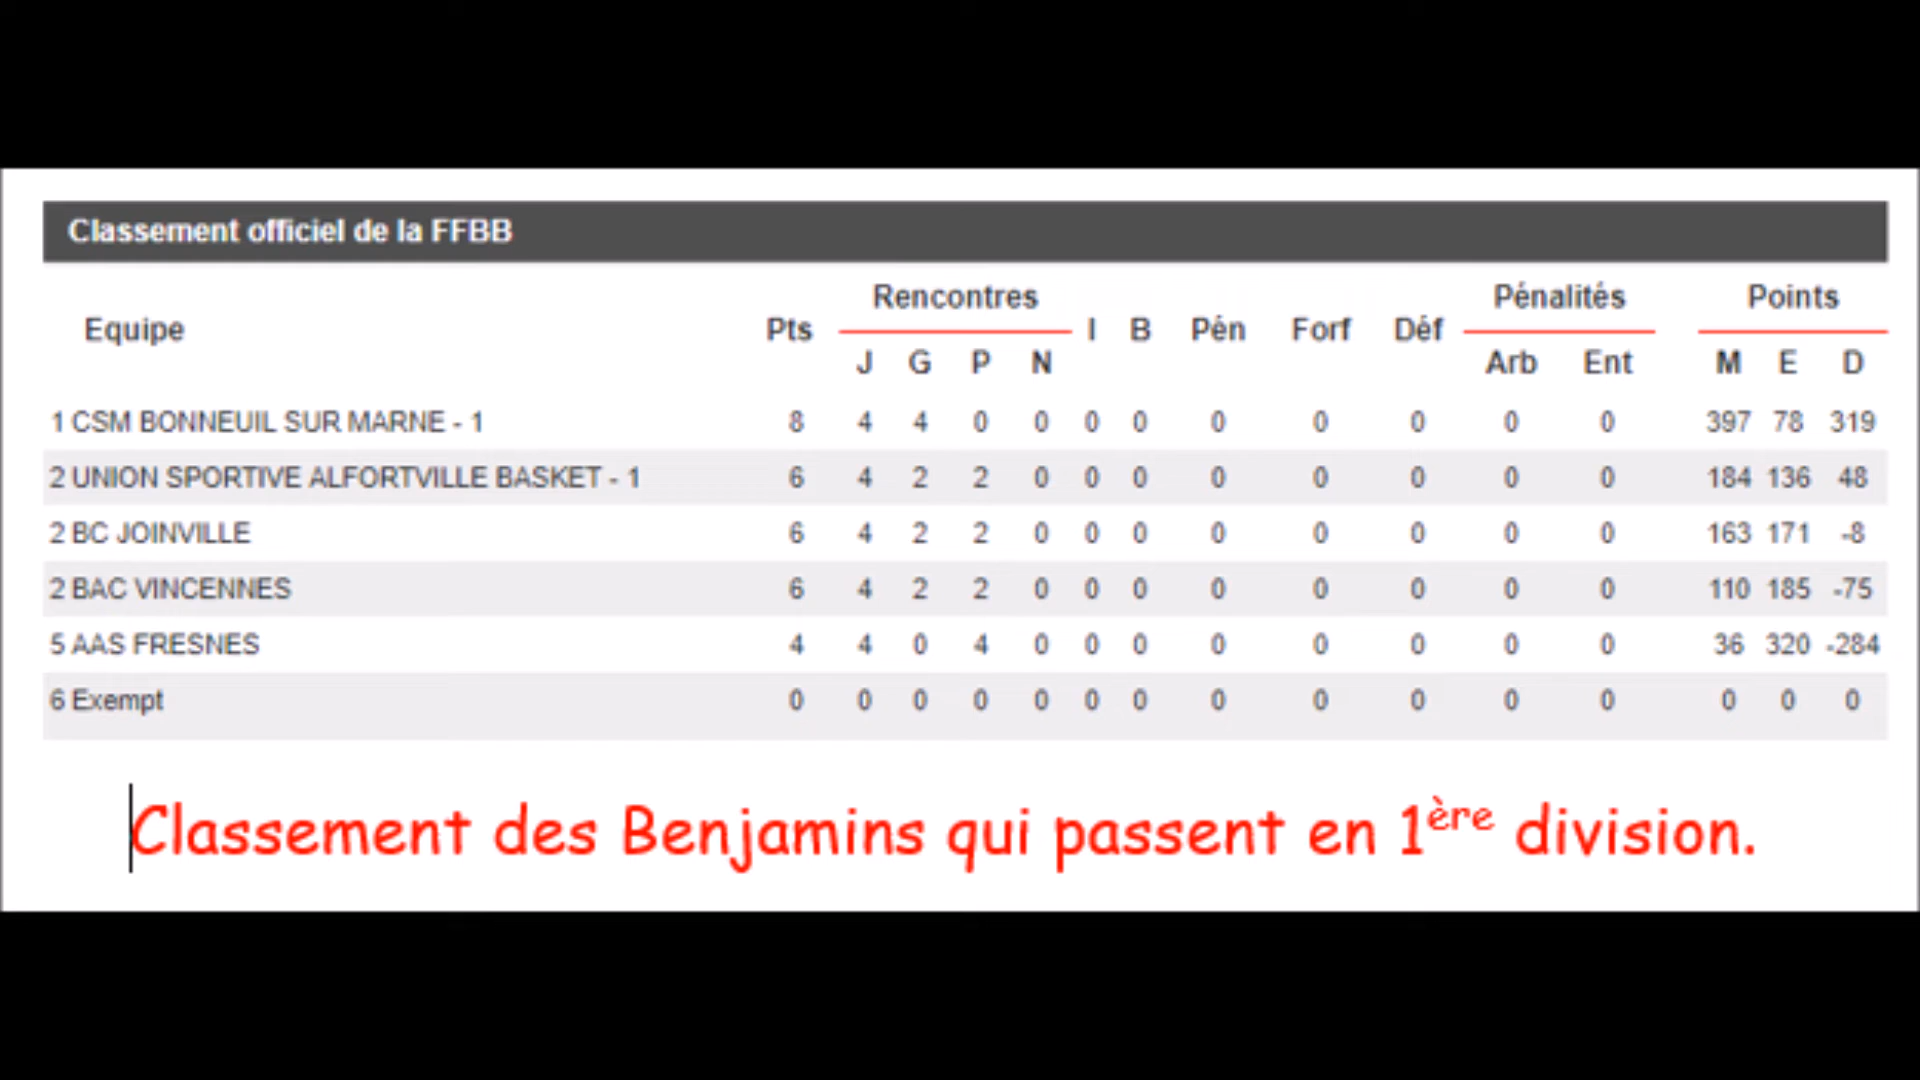 Classement officiel de la FFBB
Rencontres Pénalités Points
Equipe Pts I B Pén Forf Déf
J G P N Arb Ent M E D
1 CSM BONNEUIL SUR MARNE - 1 8 4 4 0 0 0 0 0 0 0 0 0 397 78 319
2 UNION SPORTIVE ALFORTVILLE BASKET - 1 6 4 2 2 0 0 0 0 0 0 0 0 184 136 48
2 BC JOINVILLE 6 4 2 2 0 0 0 0 0 0 0 0 163 171 -8
2 BAC VINCENNES 6 4 2 2 0 0 0 0 0 0 0 0 110 185 -75
5 AAS FRESNES 4 4 0 4 0 0 0 0 0 0 0 0 36 320 -284
6 Exempt 0 0 0 0 0 0 0 0 0 0 0 0 0 0 0
Classement des Benjamins qui passent en 1ère division.